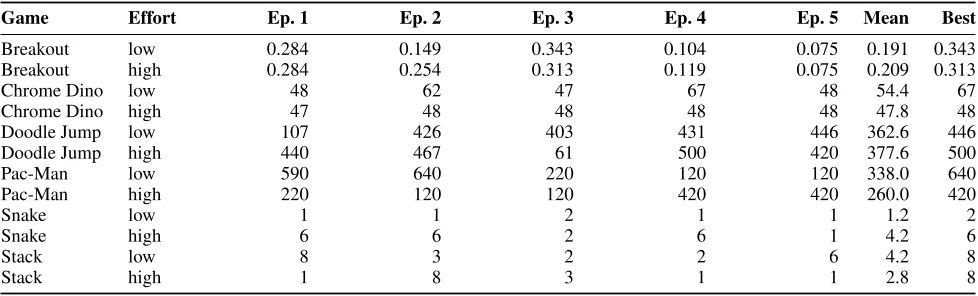 Game Effort Ep. 1 Ep. 2 Ep. 3 Ep. 4 Ep. 5 Mean Best
Breakout low 0.284 0.149 0.343 0.104 0.075 0.191 0.343
Breakout high 0.284 0.254 0.313 0.119 0.075 0.209 0.313
Chrome Dino low 48 62 47 67 48 54.4 67
Chrome Dino high 47 48 48 48 48 47.8 48
Doodle Jump low 107 426 403 431 446 362.6 446
Doodle Jump high 440 467 61 500 420 377.6 500
Pac-Man low 590 640 220 120 120 338.0 640
Pac-Man high 220 120 120 420 420 260.0 420
Snake low 1 1 2 1 1 1.2 2
Snake high 6 6 2 6 1 4.2 6
Stack low 8 3 2 2 6 4.2 8
Stack high 1 8 3 1 1 2.8 8